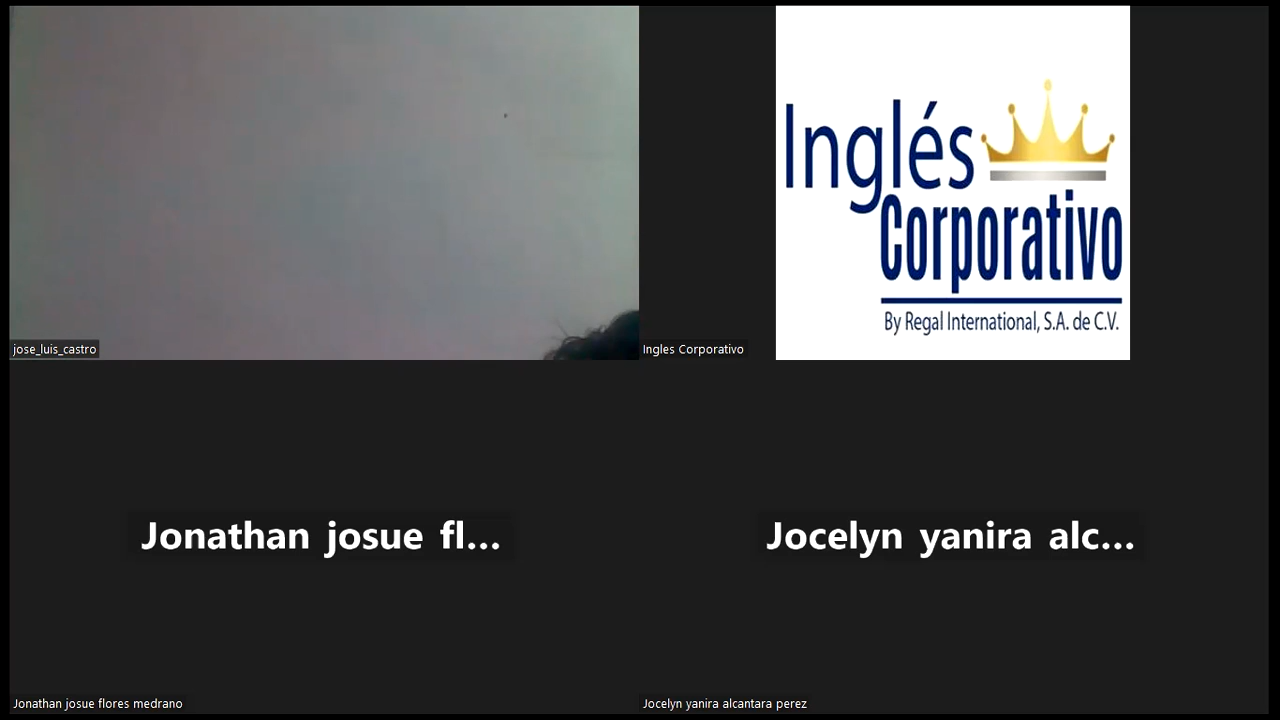 Inglés
Corporativo
By Regal International, S.A. de C.V.
jose_luis_castro
Ingles Corporativo
Jonathan josue fl...
Jocelyn yanira alc...
Jonathan josue flores medrano
Jocelyn yanira alcantara perez